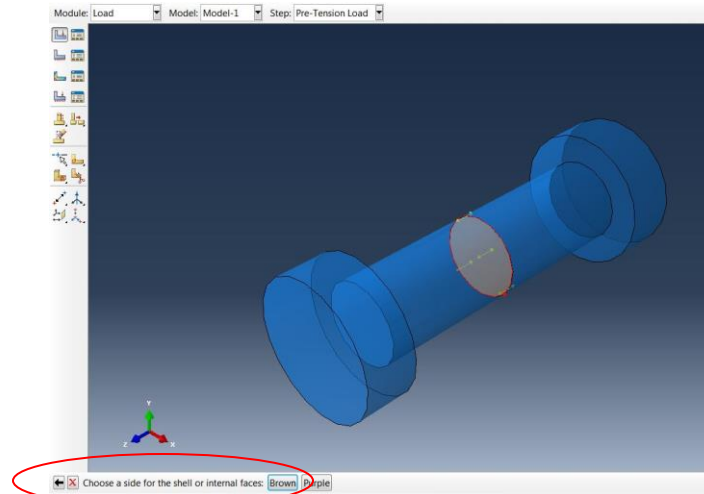 Module: Load Model: Model-1 Step: Pre-Tension Load
Y
Z X
Choose a side for the shell or internal faces: Brown Purple